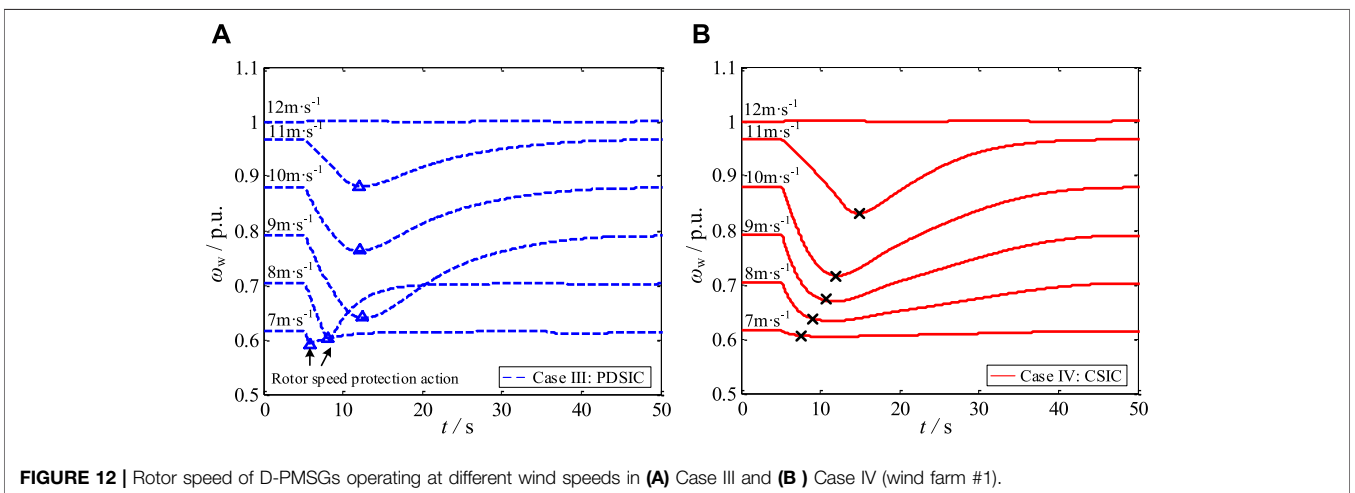 A
1.1
1
0.9
0.8
0.7
0.6
0.5
ωw / p.u.
12m·s-1
11m·s-1
10m·s-1
9m·s-1
8m·s-1
7m·s-1
Rotor speed protection action
Case III: PDSIC
0 10 20 30 40 50
t / s
B
1.1
1
0.9
0.8
0.7
0.6
0.5
ωw / p.u.
12m·s-1
11m·s-1
10m·s-1
9m·s-1
8m·s-1
7m·s-1
Case IV: CSIC
0 10 20 30 40 50
t / s
FIGURE 12 | Rotor speed of D-PMSGs operating at different wind speeds in (A) Case III and (B ) Case IV (wind farm #1).